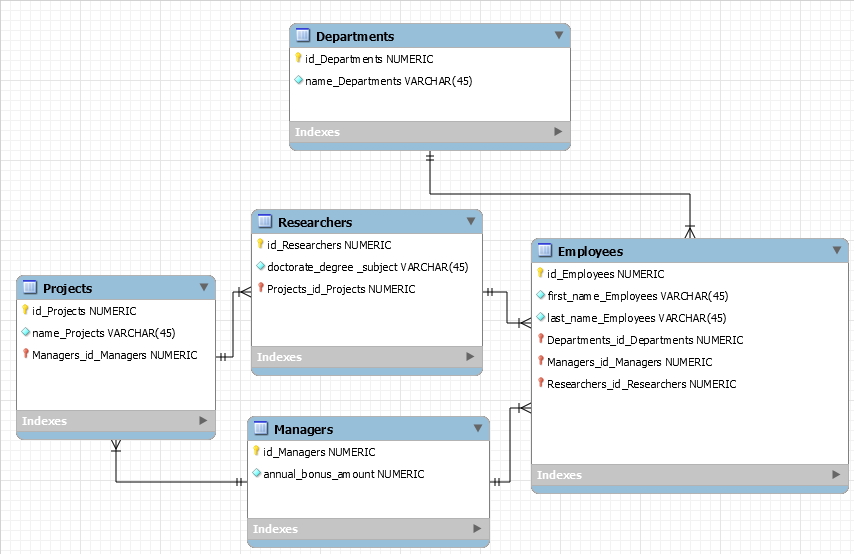 Departments
id_Departments NUMERIC
name_Departments VARCHAR(45)
Indexes
Researchers
id_Researchers NUMERIC
doctorate_degree _subject VARCHAR(45)
Projects_id_Projects NUMERIC
Indexes
Employees
id_Employees NUMERIC
first_name_Employees VARCHAR(45)
last_name_Employees VARCHAR(45)
Departments_id_Departments NUMERIC
Managers_id_Managers NUMERIC
Researchers_id_Researchers NUMERIC
Indexes
Projects
id_Projects NUMERIC
name_Projects VARCHAR(45)
Managers_id_Managers NUMERIC
Indexes
Managers
id_Managers NUMERIC
annual_bonus_amount NUMERIC
Indexes